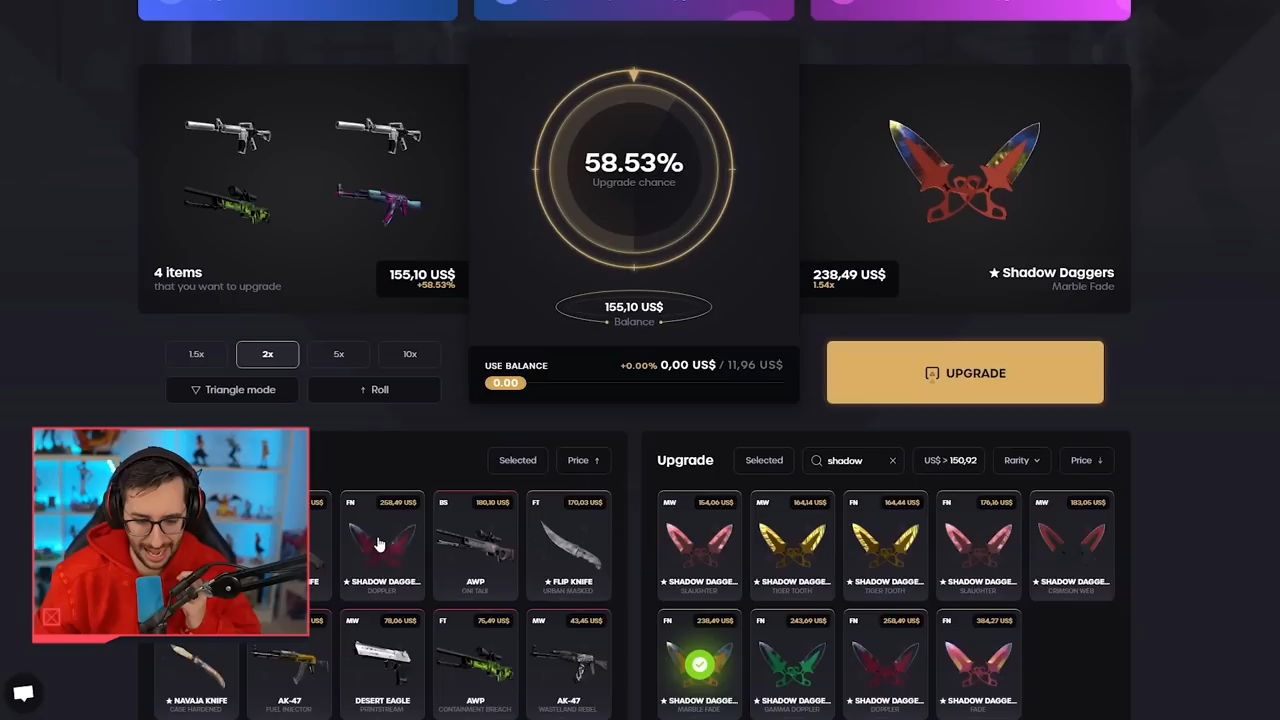 58.53%
Upgrade chance
4 items
that you want to upgrade
155,10 US$
+58.53%
238,49 US$
1.54x
★ Shadow Daggers
Marble Fade
155,10 US$
Balance
1.5x
2x
5x
10x
▽ Triangle mode
↑ Roll
USE BALANCE
+0.00% 0,00 US$ / 11,96 US$
0.00
UPGRADE
Selected
Price ↑
Upgrade
Selected
shadow
US$ > 150,92
Rarity
Price ↓
US$
FN 258,49 US$
★ SHADOW DAGGE...
DOPPLER
BS 180,10 US$
AWP
ONI TAIJI
FT 170,03 US$
★ FLIP KNIFE
URBAN MASKED
MW 154,06 US$
★ SHADOW DAGGE...
SLAUGHTER
MW 164,14 US$
★ SHADOW DAGGE...
TIGER TOOTH
FN 164,44 US$
★ SHADOW DAGGE...
TIGER TOOTH
FN 176,16 US$
★ SHADOW DAGGE...
SLAUGHTER
MW 183,05 US$
★ SHADOW DAGGE...
CRIMSON WEB
★ NAVAJA KNIFE
CASE HARDENED
AK-47
FUEL INJECTOR
MW 78,06 US$
DESERT EAGLE
PRINTSTREAM
FT 75,49 US$
AWP
CONTAINMENT BREACH
MW 43,45 US$
AK-47
WASTELAND REBEL
FN 238,49 US$
★ SHADOW DAGGE...
MARBLE FADE
FN 243,69 US$
★ SHADOW DAGGE...
GAMMA DOPPLER
FN 258,49 US$
★ SHADOW DAGGE...
DOPPLER
FN 384,27 US$
★ SHADOW DAGGE...
FADE